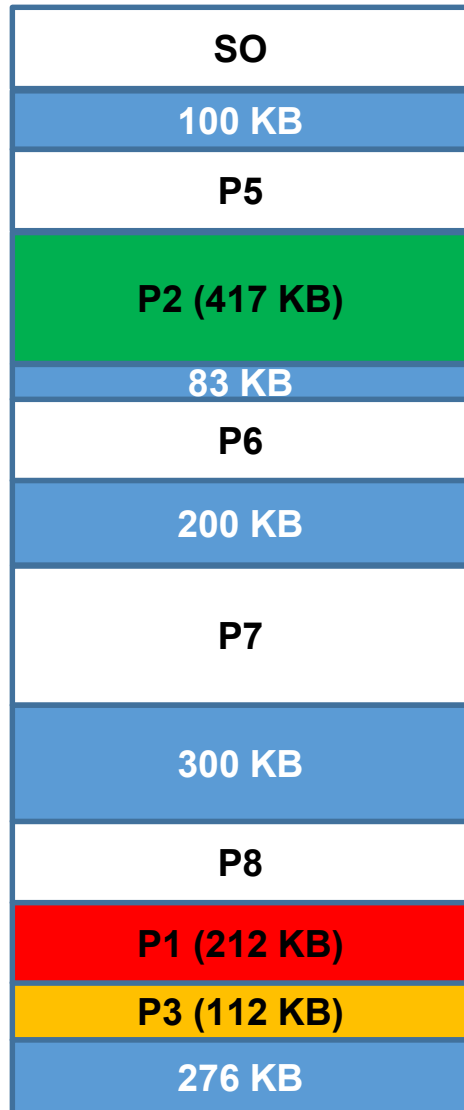 SO
100 KB
P5
P2 (417 KB)
83 KB
P6
200 KB
P7
300 KB
P8
P1 (212 KB)
P3 (112 KB)
276 KB